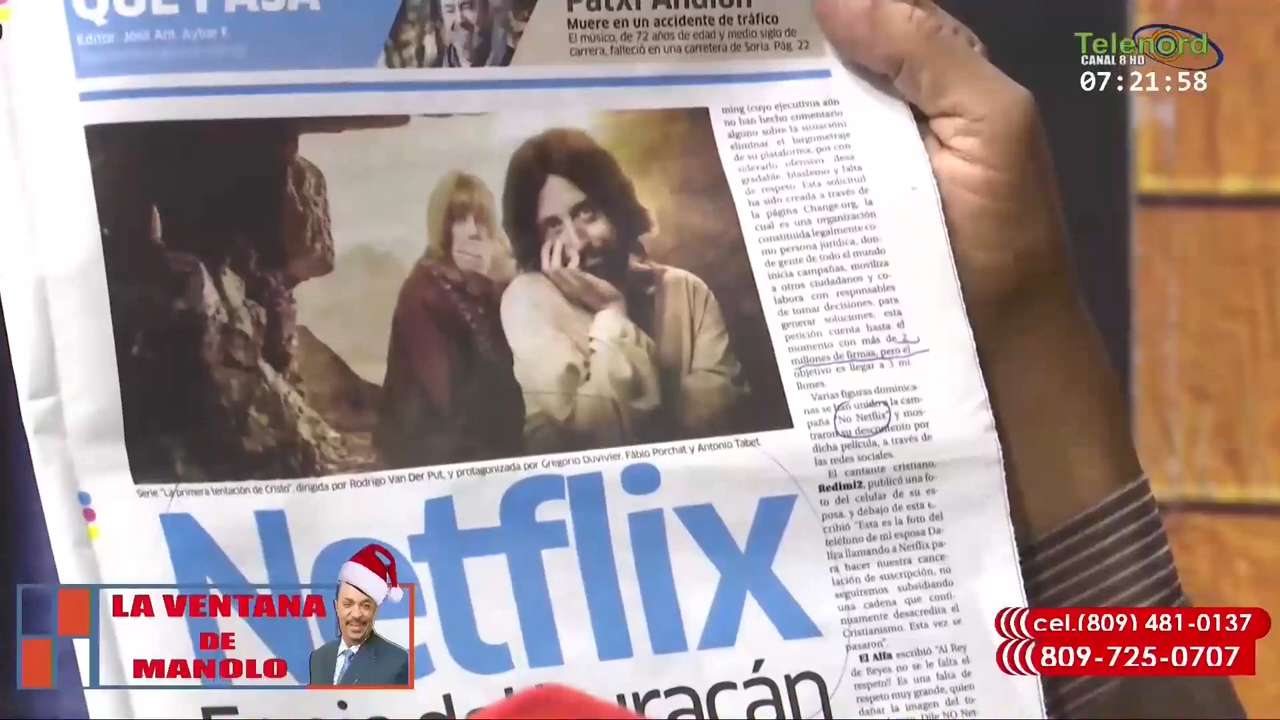 QUÉ PASA
Editor: José Ant. Aybar F.
Patxi Andión
Muere en un accidente de tráfico
El músico, de 72 años de edad y medio siglo de
carrera, falleció en una carretera de Soria. Pág. 22
Telenord
CANAL 8 HD
07:21:58
ming (cuyo ejecutivos aún
no han hecho comentario
alguno sobre la situación)
eliminar el largometraje
de su plataforma, por con
siderarlo ofensivo desa
gradable, blasfemo y falta
de respeto. Esta solicitud
ha sido creada a través de
la página Change.org, la
cual es una organización
constituida legalmente co-
mo persona jurídica, don-
de gente de todo el mundo
inicia campañas, moviliza
a otros ciudadanos y co-
labora con responsables
de tomar decisiones, para
generar soluciones, esta
petición cuenta hasta el
momento con más de 2
millones de firmas, pero el
objetivo es llegar a 3 mi
llones.
Varias figuras dominica-
nas se han unido a la cam-
paña "No Netflix" y mos-
traron su descontento por
dicha película, a través de
las redes sociales.
El cantante cristiano,
Redimi2, publicó una fo-
to del celular de su es-
posa, y debajo de esta es-
cribió "Esta es la foto del
teléfono de mi esposa Da-
liza llamando a Netflix pa-
ra hacer nuestra cance-
lación de suscripción, no
seguiremos subsidiando
una cadena que conti-
nuamente desacredita el
Cristianismo. Esta vez se
pasaron".
El Alfa escribió "Al Rey
de Reyes no se le falta el
respeto!! Es una falta de
respeto muy grande, quien
dañar la imagen del to-
Dile NO Net-
Serie "La primera tentación de Cristo", dirigida por Rodrigo Van Der Put, y protagonizada por Gregorio Duvivier, Fábio Porchat y Antonio Tabet
Netflix
huracán
LA VENTANA
DE
MANOLO
cel.(809) 481-0137
809-725-0707